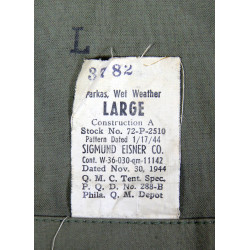 L
3782
Parkas, Wet Weather
LARGE
Construction A
Stock No. 72-P-2510
Pattern Dated 1/17/44
SIGMUND EISNER CO.
Cont. W-36-030-qm-11142
Dated Nov. 30, 1944
Q. M. C. Tent. Spec.
P. Q. D. No. 288-B
Phila. Q. M. Depot